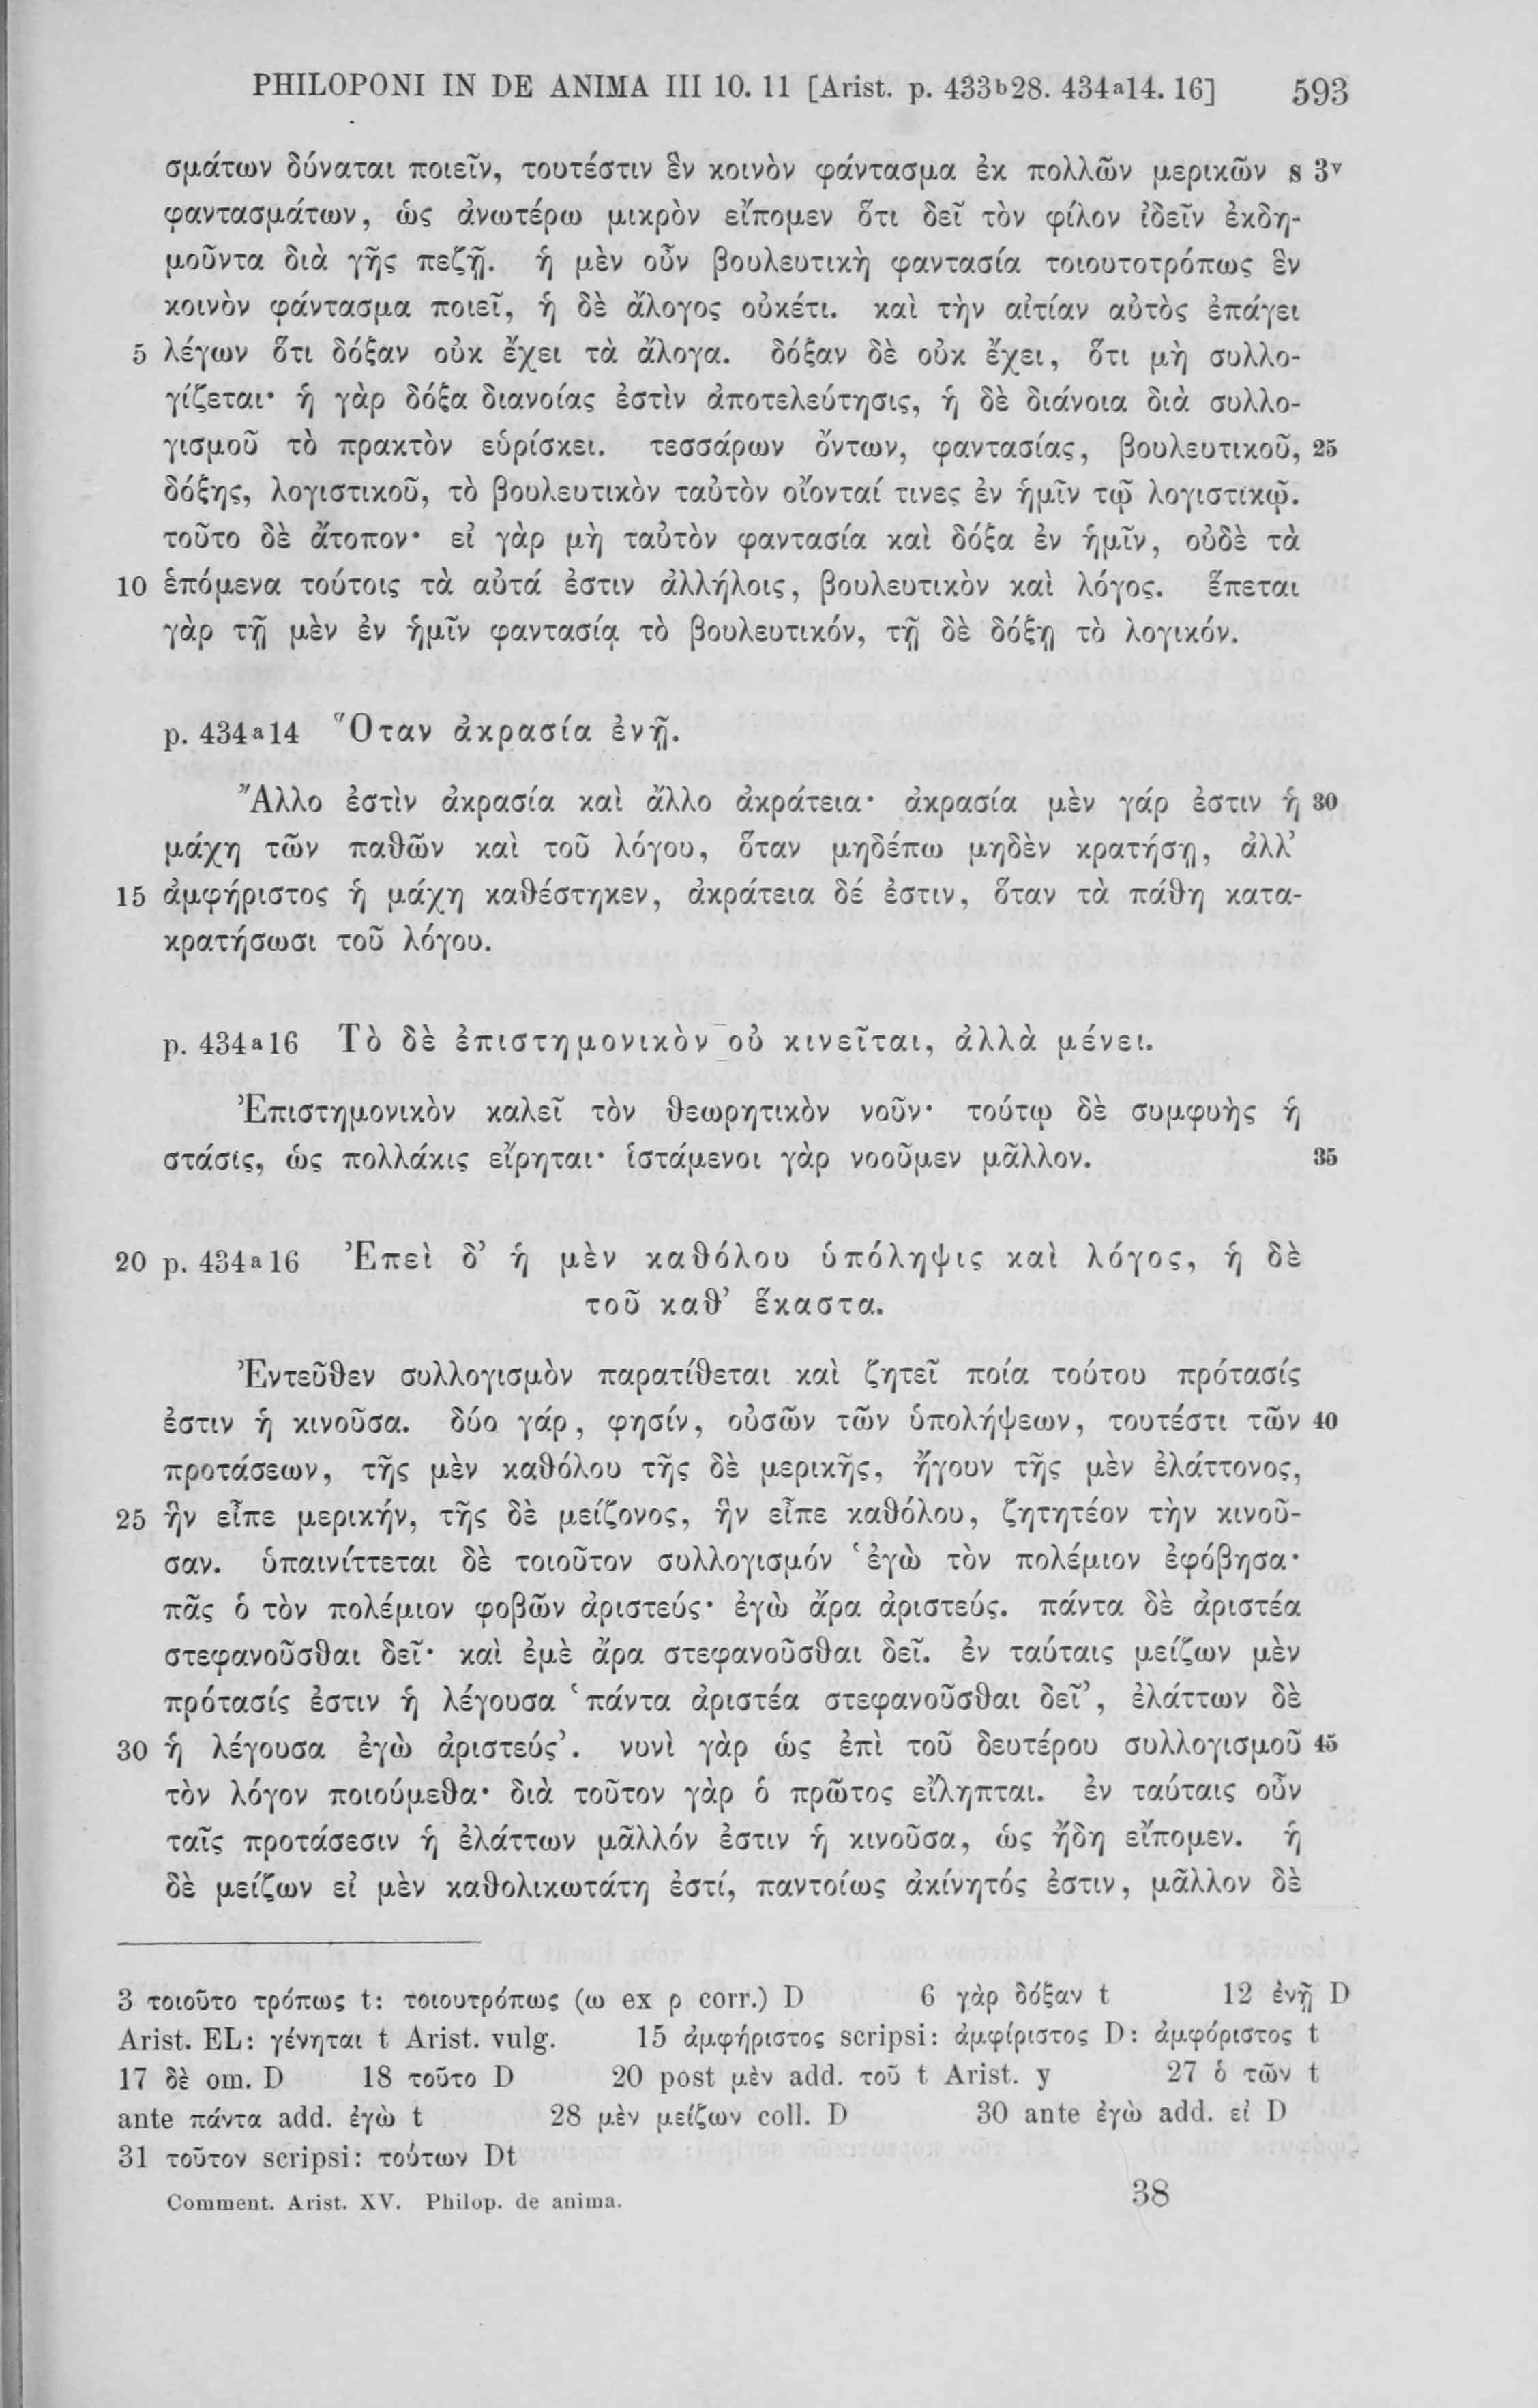 PHILOPONI IN DE ANIMA III 10. 11 [Arist. p. 433b28. 434a14. 16] 593
σμάτων δύναται ποιεῖν, τουτέστιν ἓν κοινὸν φάντασμα ἐκ πολλῶν μερικῶν s 3v
φαντασμάτων, ὡς ἀνωτέρω μικρὸν εἴπομεν ὅτι δεῖ τὸν φίλον ἰδεῖν ἐκδη-
μοῦντα διὰ γῆς πεζῇ. ἡ μὲν οὖν βουλευτικὴ φαντασία τοιουτοτρόπως ἓν
κοινὸν φάντασμα ποιεῖ, ἡ δὲ ἄλογος οὐκέτι. καὶ τὴν αἰτίαν αὐτὸς ἐπάγει
5 λέγων ὅτι δόξαν οὐκ ἔχει τὰ ἄλογα. δόξαν δὲ οὐκ ἔχει, ὅτι μὴ συλλο-
γίζεται· ἡ γὰρ δόξα διανοίας ἐστὶν ἀποτελεύτησις, ἡ δὲ διάνοια διὰ συλλο-
γισμοῦ τὸ πρακτὸν εὑρίσκει. τεσσάρων ὄντων, φαντασίας, βουλευτικοῦ, 25
δόξης, λογιστικοῦ, τὸ βουλευτικὸν ταὐτὸν οἴονταί τινες ἐν ἡμῖν τῷ λογιστικῷ.
τοῦτο δὲ ἄτοπον· εἰ γὰρ μὴ ταὐτὸν φαντασία καὶ δόξα ἐν ἡμῖν, οὐδὲ τὰ
10 ἑπόμενα τούτοις τὰ αὐτά ἐστιν ἀλλήλοις, βουλευτικὸν καὶ λόγος. ἕπεται
γὰρ τῇ μὲν ἐν ἡμῖν φαντασίᾳ τὸ βουλευτικόν, τῇ δὲ δόξῃ τὸ λογικόν.
p. 434a14 Ὅταν ἀκρασία ἐνῇ.
Ἄλλο ἐστὶν ἀκρασία καὶ ἄλλο ἀκράτεια· ἀκρασία μὲν γάρ ἐστιν ἡ 30
μάχη τῶν παθῶν καὶ τοῦ λόγου, ὅταν μηδέπω μηδὲν κρατήσῃ, ἀλλ’
15 ἀμφήριστος ἡ μάχη καθέστηκεν, ἀκράτεια δέ ἐστιν, ὅταν τὰ πάθη κατα-
κρατήσωσι τοῦ λόγου.
p. 434a16 Τὸ δὲ ἐπιστημονικὸν οὐ κινεῖται, ἀλλὰ μένει.
Ἐπιστημονικὸν καλεῖ τὸν θεωρητικὸν νοῦν· τούτῳ δὲ συμφυὴς ἡ
στάσις, ὡς πολλάκις εἴρηται· ἱστάμενοι γὰρ νοοῦμεν μᾶλλον. 35
20 p. 434a16 Ἐπεὶ δ’ ἡ μὲν καθόλου ὑπόληψις καὶ λόγος, ἡ δὲ
τοῦ καθ’ ἕκαστα.
Ἐντεῦθεν συλλογισμὸν παρατίθεται καὶ ζητεῖ ποία τούτου πρότασίς
ἐστιν ἡ κινοῦσα. δύο γάρ, φησίν, οὐσῶν τῶν ὑπολήψεων, τουτέστι τῶν 40
προτάσεων, τῆς μὲν καθόλου τῆς δὲ μερικῆς, ἤγουν τῆς μὲν ἐλάττονος,
25 ἣν εἶπε μερικήν, τῆς δὲ μείζονος, ἣν εἶπε καθόλου, ζητητέον τὴν κινοῦ-
σαν. ὑπαινίττεται δὲ τοιοῦτον συλλογισμόν ‘ἐγὼ τὸν πολέμιον ἐφόβησα·
πᾶς ὁ τὸν πολέμιον φοβῶν ἀριστεύς· ἐγὼ ἄρα ἀριστεύς. πάντα δὲ ἀριστέα
στεφανοῦσθαι δεῖ· καὶ ἐμὲ ἄρα στεφανοῦσθαι δεῖ. ἐν ταύταις μείζων μὲν
πρότασίς ἐστιν ἡ λέγουσα ‘πάντα ἀριστέα στεφανοῦσθαι δεῖ’, ἐλάττων δὲ
30 ἡ λέγουσα ἐγὼ ἀριστεύς’. νυνὶ γὰρ ὡς ἐπὶ τοῦ δευτέρου συλλογισμοῦ 45
τὸν λόγον ποιούμεθα· διὰ τοῦτον γὰρ ὁ πρῶτος εἴληπται. ἐν ταύταις οὖν
ταῖς προτάσεσιν ἡ ἐλάττων μᾶλλόν ἐστιν ἡ κινοῦσα, ὡς ἤδη εἴπομεν. ἡ
δὲ μείζων εἰ μὲν καθολικωτάτη ἐστί, παντοίως ἀκίνητός ἐστιν, μᾶλλον δὲ
3 τοιοῦτο τρόπως t: τοιουτρόπως (ω ex ρ corr.) D 6 γὰρ δόξαν t 12 ἐνῇ D
Arist. EL: γένηται t Arist. vulg. 15 ἀμφήριστος scripsi: ἀμφίριστος D: ἀμφόριστος t
17 δὲ om. D 18 τοῦτο D 20 post μὲν add. τοῦ t Arist. y 27 ὁ τῶν t
ante πάντα add. ἐγὼ t 28 μὲν μείζων coll. D 30 ante ἐγὼ add. εἰ D
31 τοῦτον scripsi: τούτων Dt
Comment. Arist. XV. Philop. de anima. 38